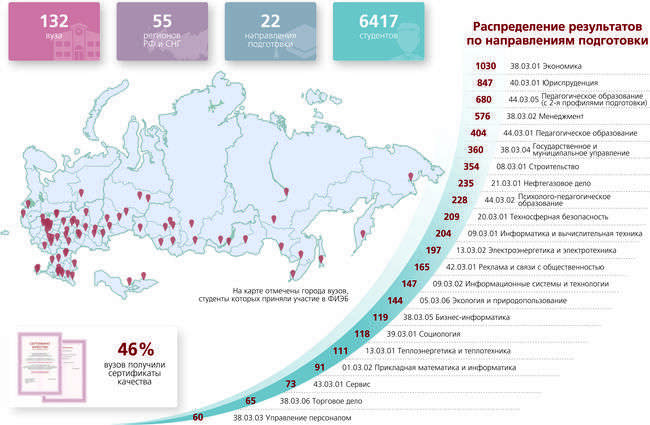 132
вуза
55
регионов
РФ и СНГ
22
направления
подготовки
6417
студентов
Распределение результатов
по направлениям подготовки
1030 38.03.01 Экономика
847 40.03.01 Юриспруденция
680 44.03.05 Педагогическое образование
(с 2-я профилями подготовки)
576 38.03.02 Менеджмент
404 44.03.01 Педагогическое образование
360 38.03.04 Государственное и
муниципальное управление
354 08.03.01 Строительство
235 21.03.01 Нефтегазовое дело
228 44.03.02 Психолого-педагогическое
образование
209 20.03.01 Техносферная безопасность
204 09.03.01 Информатика и вычислительная техника
197 13.03.02 Электроэнергетика и электротехника
165 42.03.01 Реклама и связи с общественностью
147 09.03.02 Информационные системы и технологии
144 05.03.06 Экология и природопользование
119 38.03.05 Бизнес-информатика
118 39.03.01 Социология
111 13.03.01 Теплоэнергетика и теплотехника
91 01.03.02 Прикладная математика и информатика
73 43.03.01 Сервис
65 38.03.06 Торговое дело
60 38.03.03 Управление персоналом
На карте отмечены города вузов,
студенты которых приняли участие в ФИЭБ
46%
вузов получили
сертификаты
качества